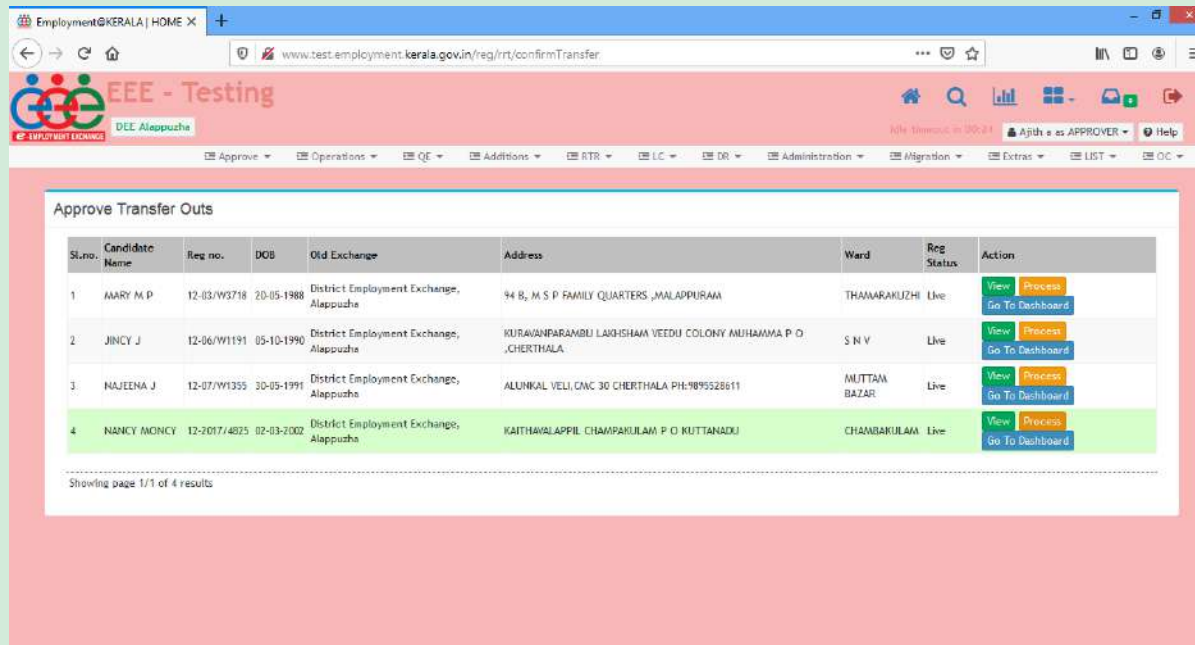 Employment@KERALA | HOME
www.test.employment.kerala.gov.in/reg/rrt/confirmTransfer
EEE - Testing
e-EMPLOYMENT EXCHANGE
DEE Alappuzha
Idle timeout in 00:24
Ajith a as APPROVER
Help
Approve Operations QE Additions RTR LC DR Administration Migration Extras LIST OC
Approve Transfer Outs
Sl.no. Candidate Name Reg no. DOB Old Exchange Address Ward Reg Status Action
1 MARY M P 12-03/W3718 20-05-1988 District Employment Exchange, Alappuzha 94 B, M S P FAMILY QUARTERS ,MALAPPURAM THAMARAKUZHI Live View Process
Go To Dashboard
2 JINCY J 12-06/W1191 05-10-1990 District Employment Exchange, Alappuzha KURAVANPARAMBU LAKHSHAM VEEDU COLONY MUHAMMA P O ,CHERTHALA S N V Live View Process
Go To Dashboard
3 NAJEENA J 12-07/W1355 30-05-1991 District Employment Exchange, Alappuzha ALUNKAL VELI,CMC 30 CHERTHALA PH:9895528611 MUTTAM BAZAR Live View Process
Go To Dashboard
4 NANCY MONCY 12-2017/4825 02-03-2002 District Employment Exchange, Alappuzha KAITHAVALAPPIL CHAMPAKULAM P O KUTTANADU CHAMBAKULAM Live View Process
Go To Dashboard
Showing page 1/1 of 4 results